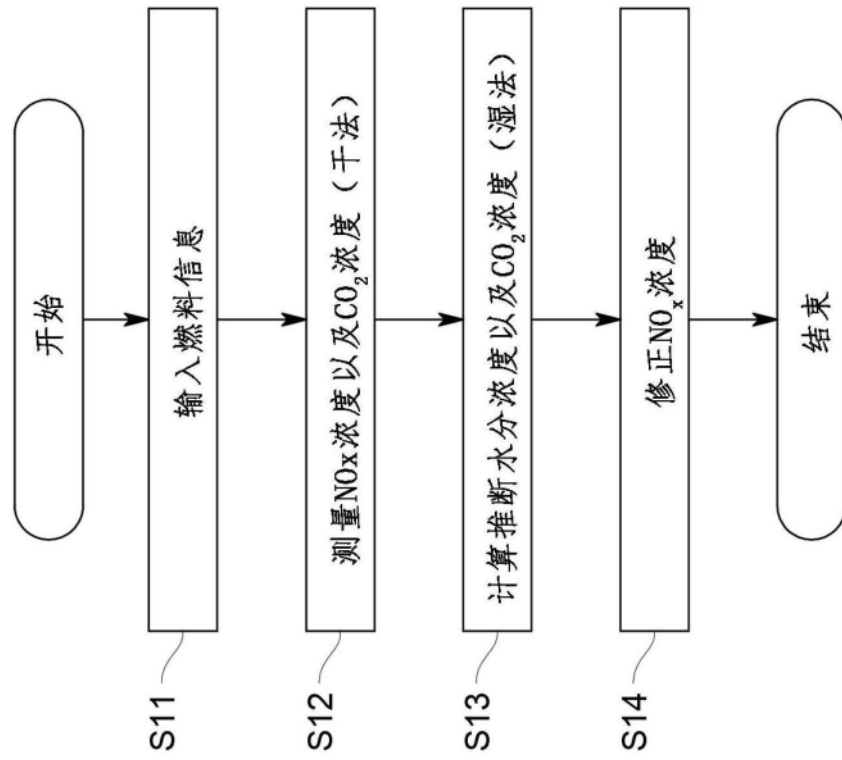 开始
S11
输入燃料信息
S12
测量NOx浓度以及CO₂浓度（干法）
S13
计算推断水分浓度以及CO₂浓度（湿法）
S14
修正NOₓ浓度
结束